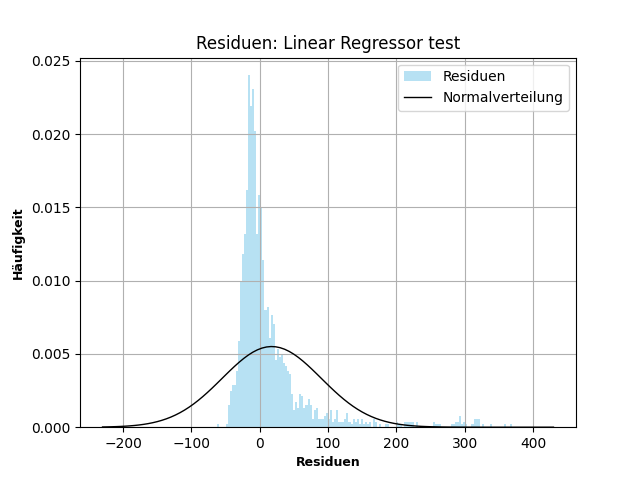 Residuen: Linear Regressor test
Residuen
Normalverteilung
0.025
0.020
0.015
0.010
0.005
0.000
Häufigkeit
−200 −100 0 100 200 300 400
Residuen